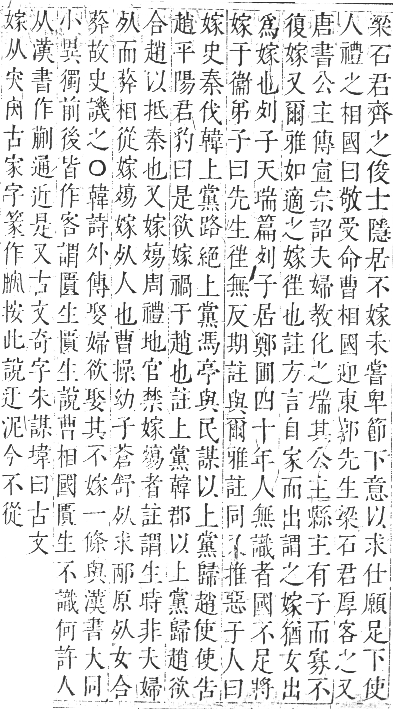 梁石君齊之俊士隱居不嫁未嘗卑節下意以求仕願足下使
人禮之相國曰敬受命曹相國迎東郭先生梁石君厚客之又
唐書公主傳宣宗詔夫婦敎化之端其公主縣主有子而寡不
復嫁又爾雅如適之嫁徃也註方言自家而出謂之嫁猶女出
爲嫁也列子天瑞篇列子居鄭圃四十年人無識者國不足將
嫁于衞弟子曰先生徃無反期註與爾雅註同又推惡于人曰
嫁史秦伐韓上黨路絕上黨馮亭與民謀以上黨歸趙使使告
趙平陽君豹曰是欲嫁禍于趙也註上黨韓郡以上黨歸趙欲
合趙以抵秦也又嫁殤周禮地官禁嫁殤者註謂生時非夫婦
㱙而葬相從嫁殤嫁㱙人也曹操幼子蒼舒㱙求邴原㱙女合
葬故史譏之〇韓詩外傳娶婦欲娶其不嫁一條與漢書大同
小異獨前後皆作客謂匱生匱生說曹相國匱生不識何許人
从漢書作蒯通近是又古文奇字朱謀㙔曰古文
嫁从宊㓁古家字篆作按此說迂泥今不從